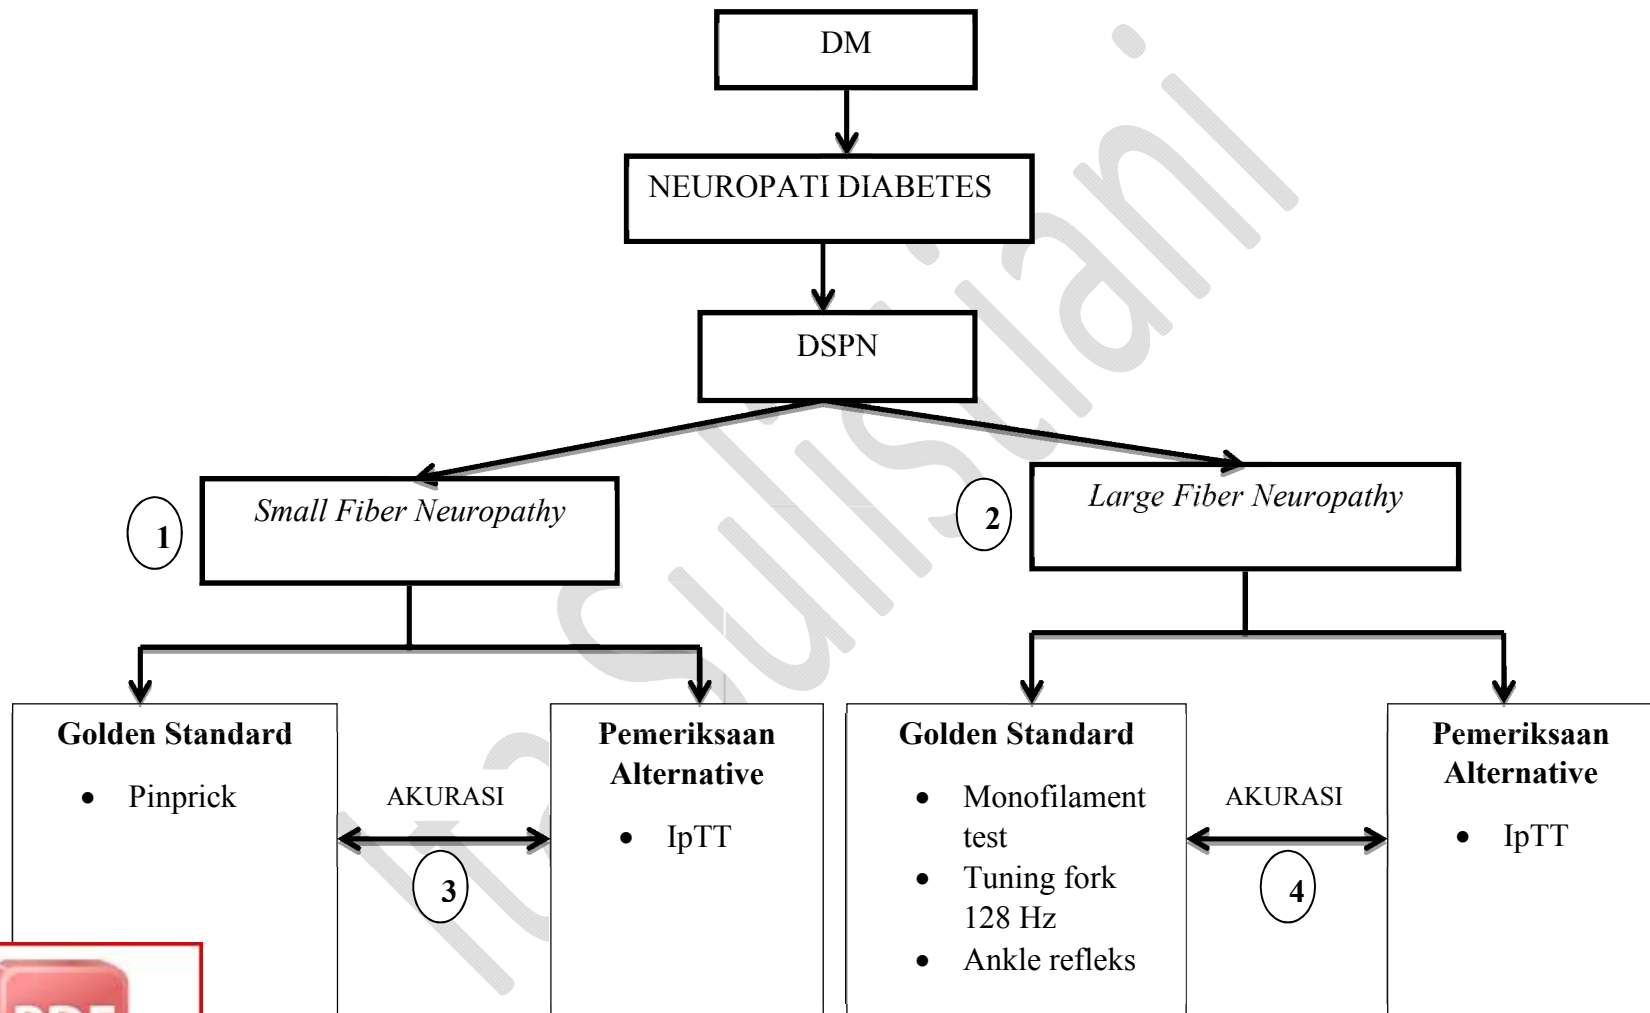 DM
NEUROPATI DIABETES
DSPN
Small Fiber Neuropathy
1
Large Fiber Neuropathy
2
Golden Standard
• Pinprick
AKURASI
3
Pemeriksaan
Alternative
• IpTT
Golden Standard
• Monofilament
test
• Tuning fork
128 Hz
• Ankle refleks
AKURASI
4
Pemeriksaan
Alternative
• IpTT